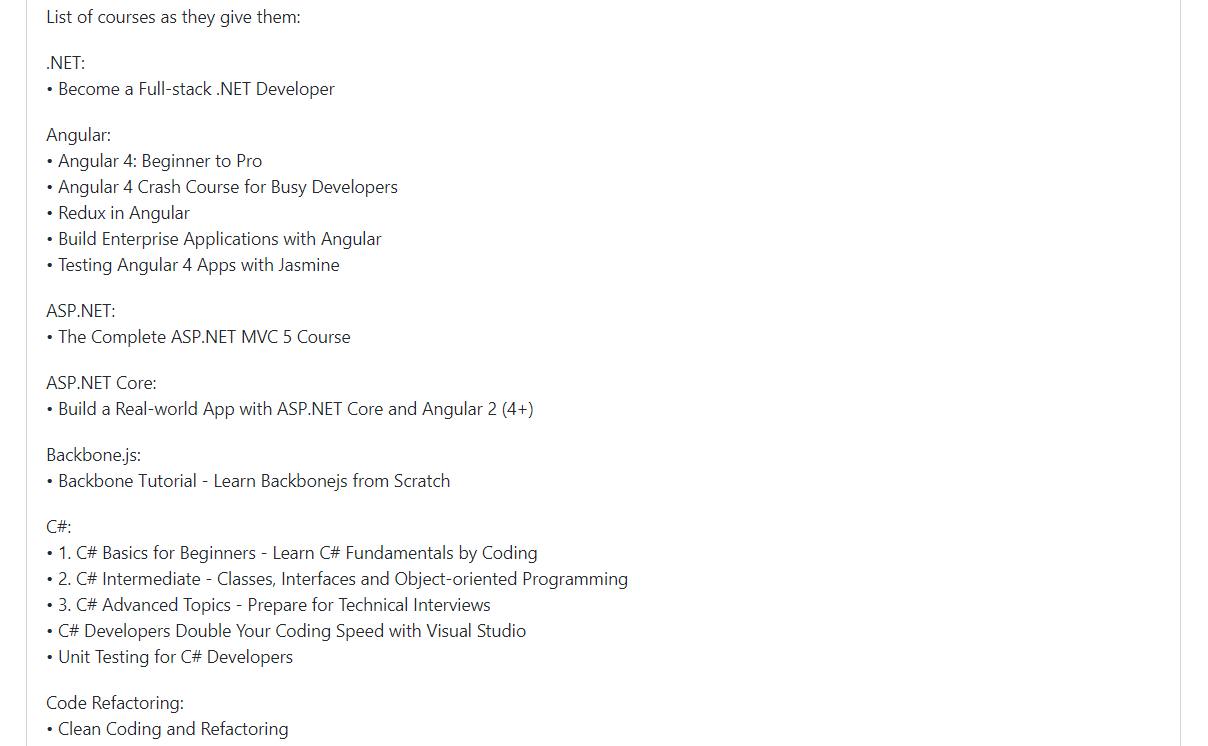 List of courses as they give them:
.NET:
• Become a Full-stack .NET Developer
Angular:
• Angular 4: Beginner to Pro
• Angular 4 Crash Course for Busy Developers
• Redux in Angular
• Build Enterprise Applications with Angular
• Testing Angular 4 Apps with Jasmine
ASP.NET:
• The Complete ASP.NET MVC 5 Course
ASP.NET Core:
• Build a Real-world App with ASP.NET Core and Angular 2 (4+)
Backbone.js:
• Backbone Tutorial - Learn Backbonejs from Scratch
C#:
• 1. C# Basics for Beginners - Learn C# Fundamentals by Coding
• 2. C# Intermediate - Classes, Interfaces and Object-oriented Programming
• 3. C# Advanced Topics - Prepare for Technical Interviews
• C# Developers Double Your Coding Speed with Visual Studio
• Unit Testing for C# Developers
Code Refactoring:
• Clean Coding and Refactoring